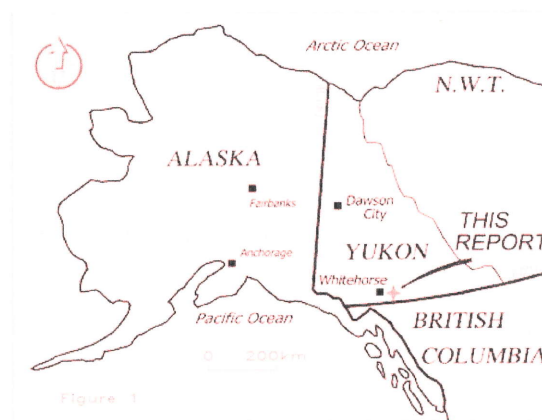 Arctic Ocean
N.W.T.
ALASKA
Fairbanks
Dawson
City
THIS
REPORT
YUKON
Anchorage
Whitehorse
Pacific Ocean
BRITISH
COLUMBIA
0 200km
Figure 1